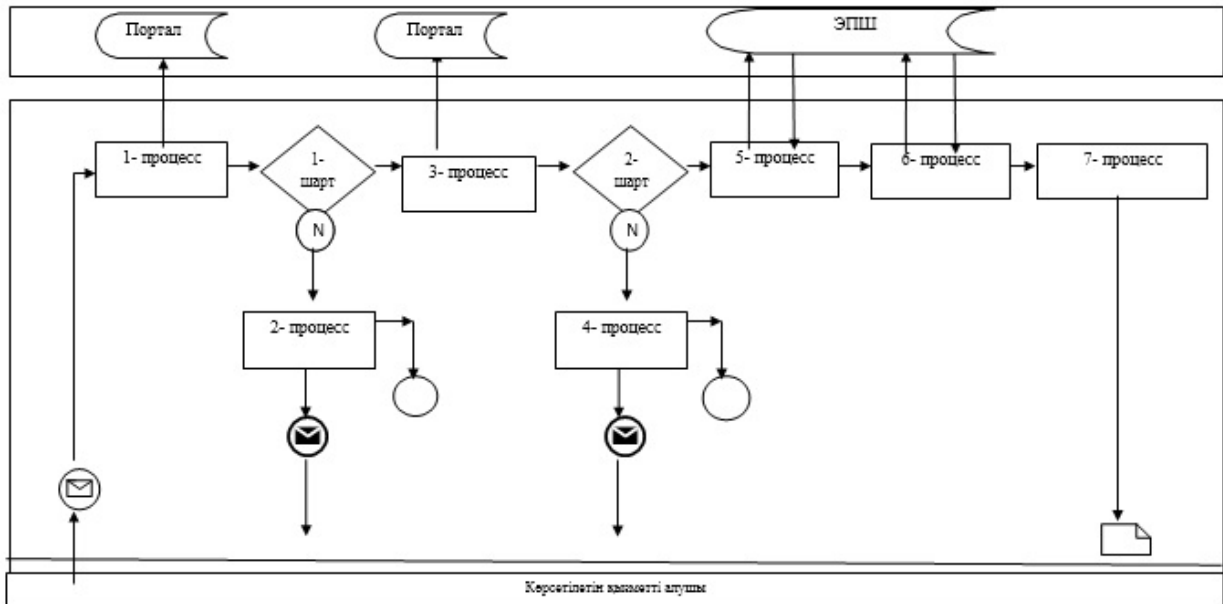 Портал
Портал
ЭПШ
1- процесс
1-
шарт
3- процесс
2-
шарт
5- процесс
6- процесс
7- процесс
N
N
2- процесс
4- процесс
Көрсетілетін қызметті алушы